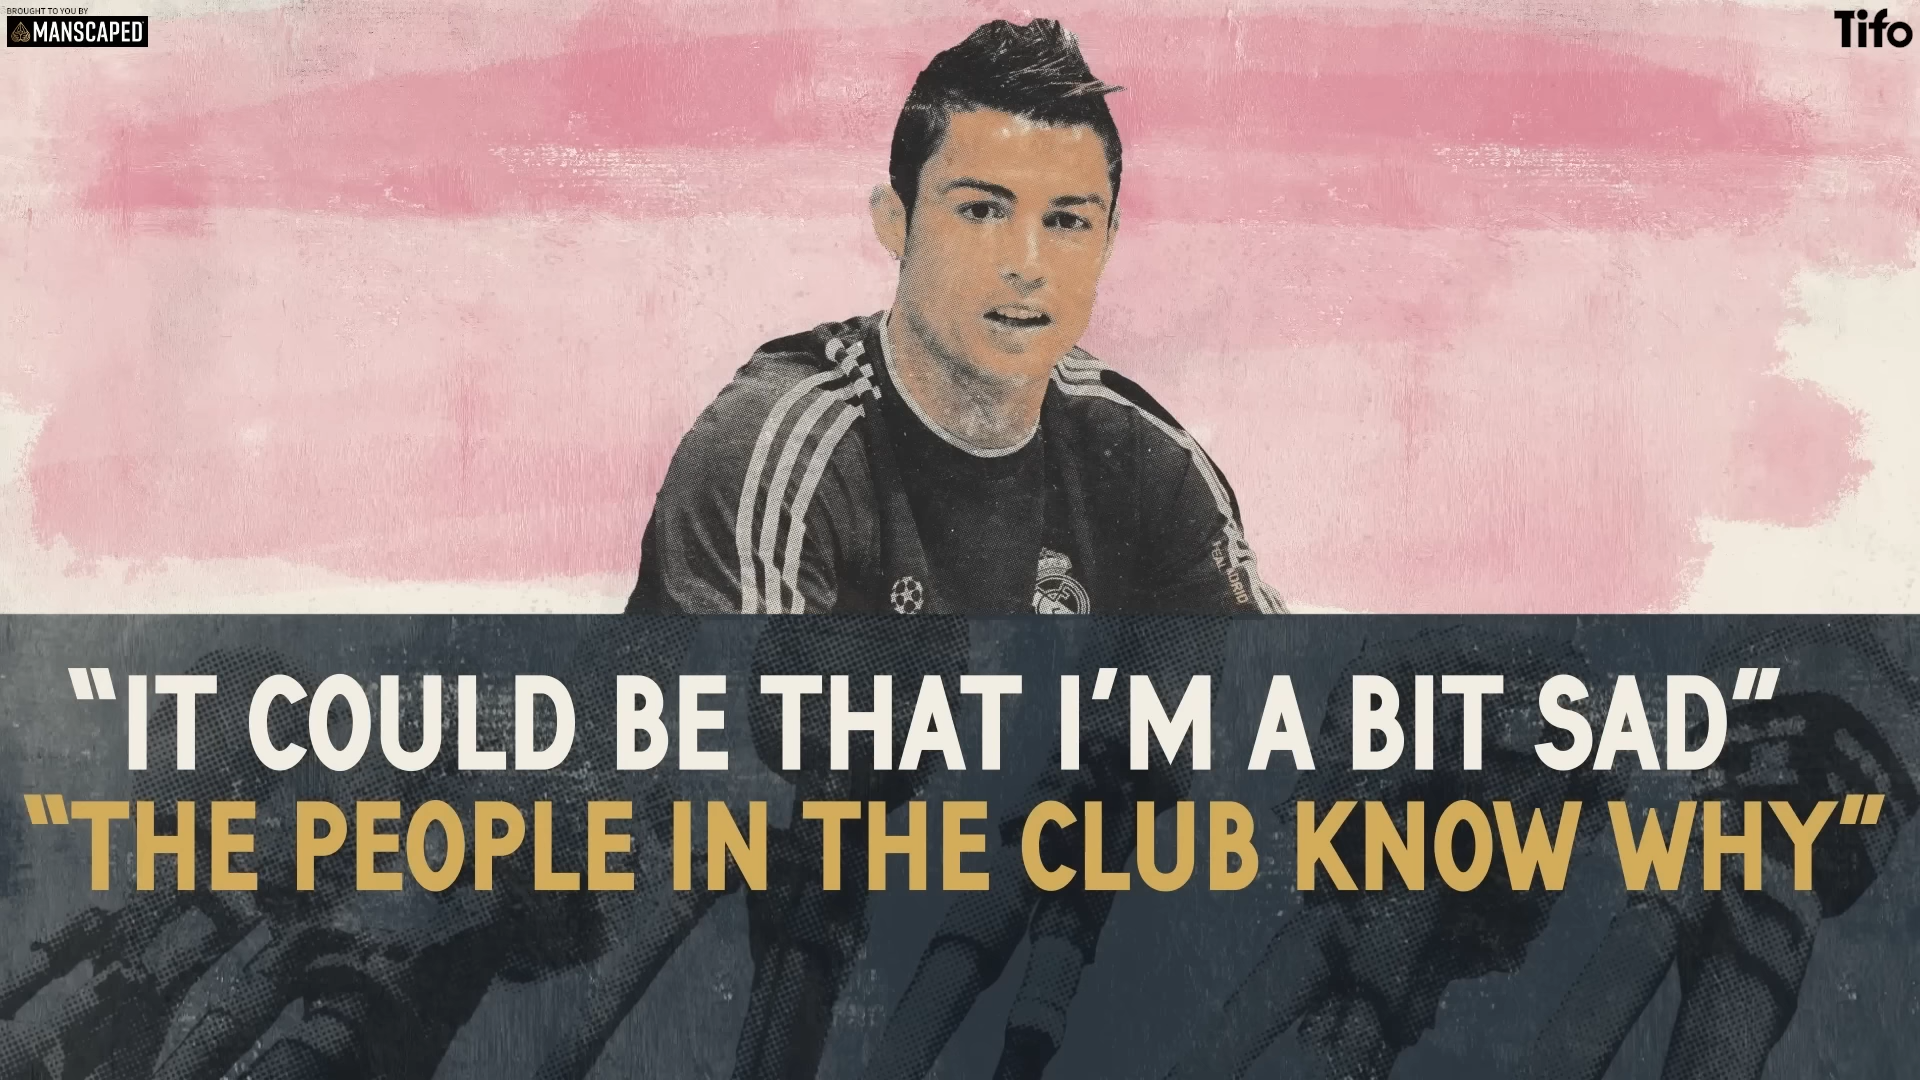 BROUGHT TO YOU BY
MANSCAPED
Tifo
“IT COULD BE THAT I’M A BIT SAD”
“THE PEOPLE IN THE CLUB KNOW WHY”